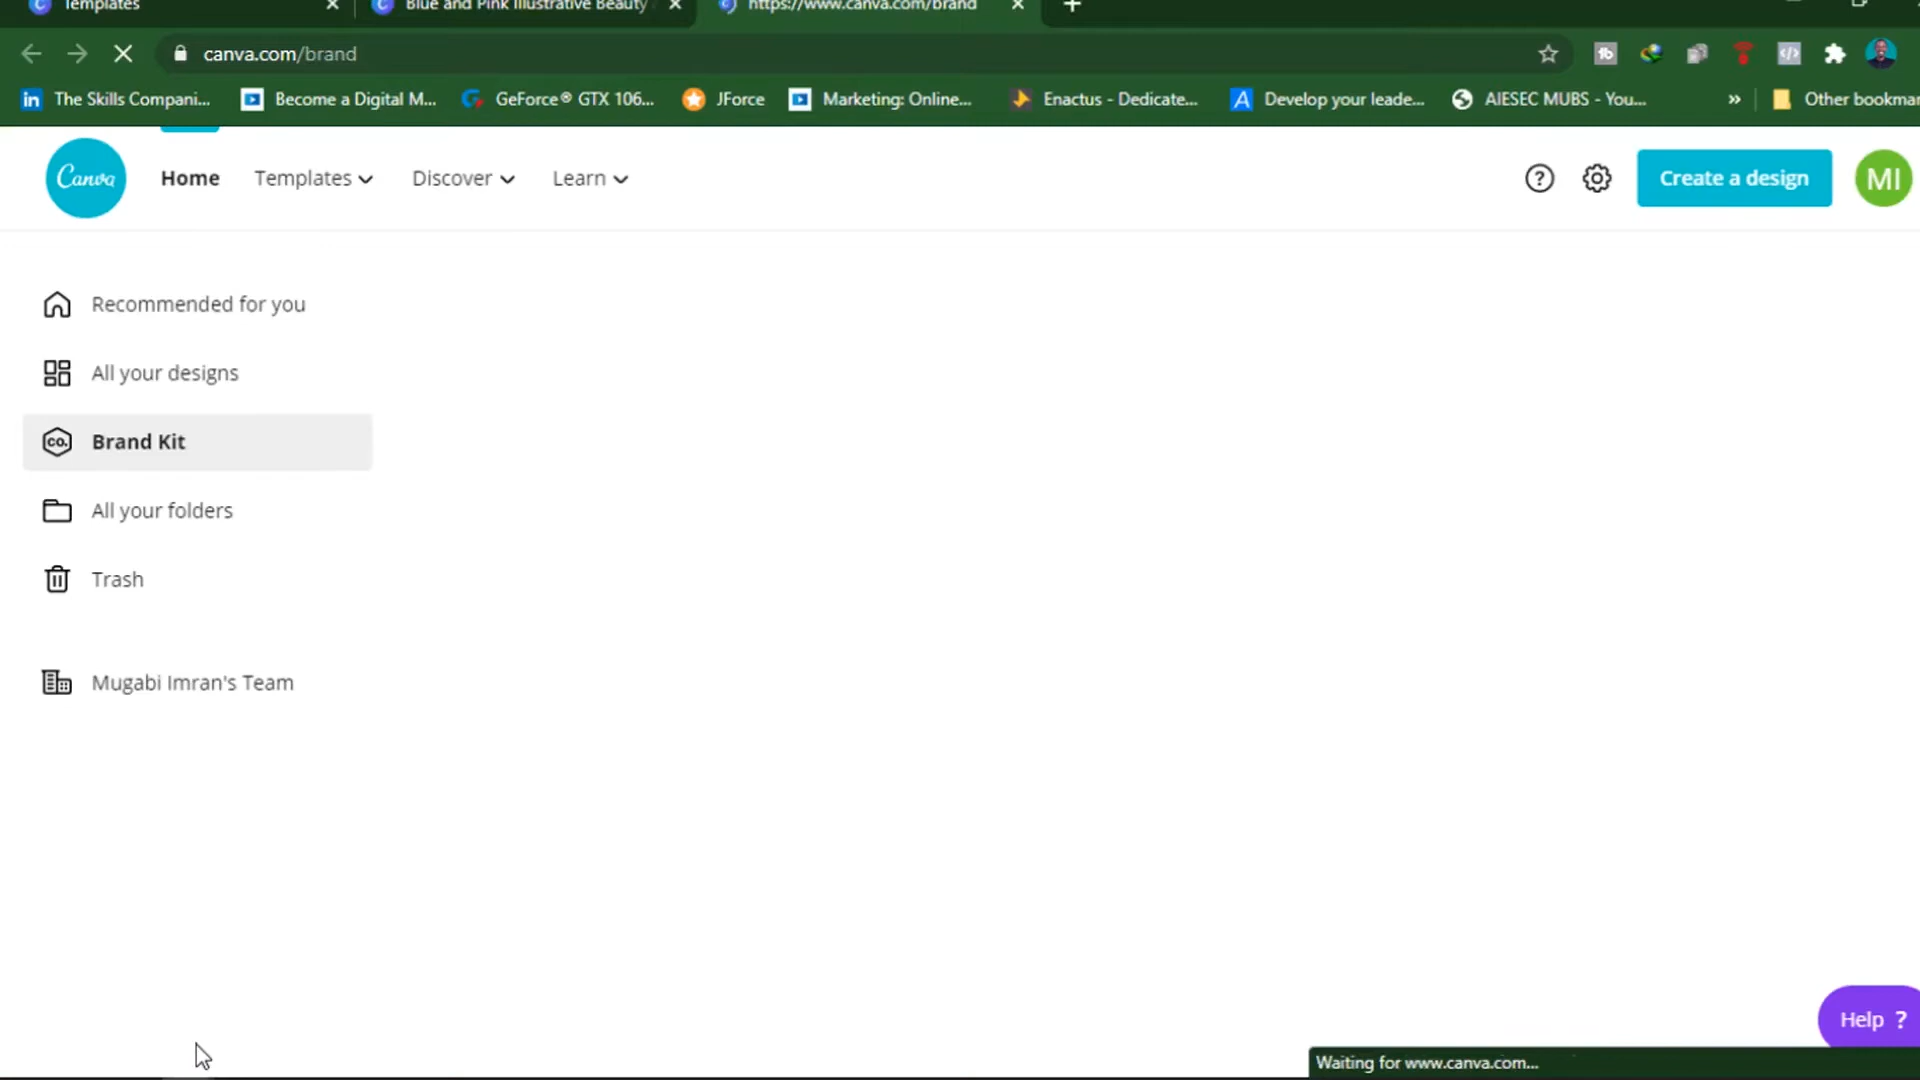 Templates
Blue and Pink Illustrative Beauty
https://www.canva.com/brand
canva.com/brand
The Skills Compani...
Become a Digital M...
GeForce® GTX 106...
JForce
Marketing: Online...
Enactus - Dedicate...
Develop your leade...
AIESEC MUBS - You...
Other bookmar
Canva
Home
Templates
Discover
Learn
Create a design
MI
Recommended for you
All your designs
CO.
Brand Kit
All your folders
Trash
Mugabi Imran's Team
Help ?
Waiting for www.canva.com...